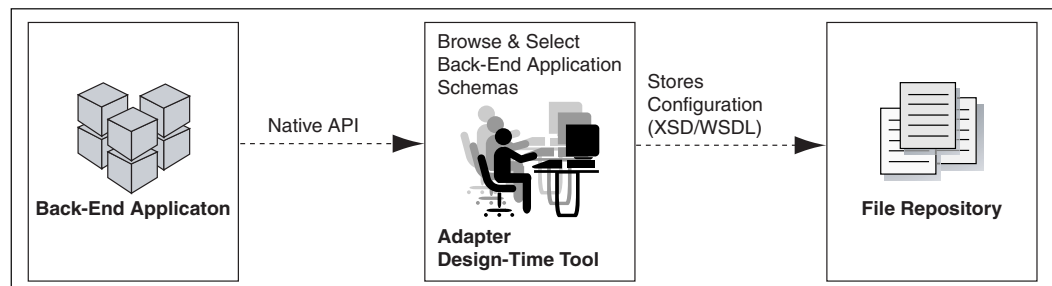 Back-End Applicaton
Native API
Browse & Select
Back-End Application
Schemas
Adapter
Design-Time Tool
Stores
Configuration
(XSD/WSDL)
File Repository